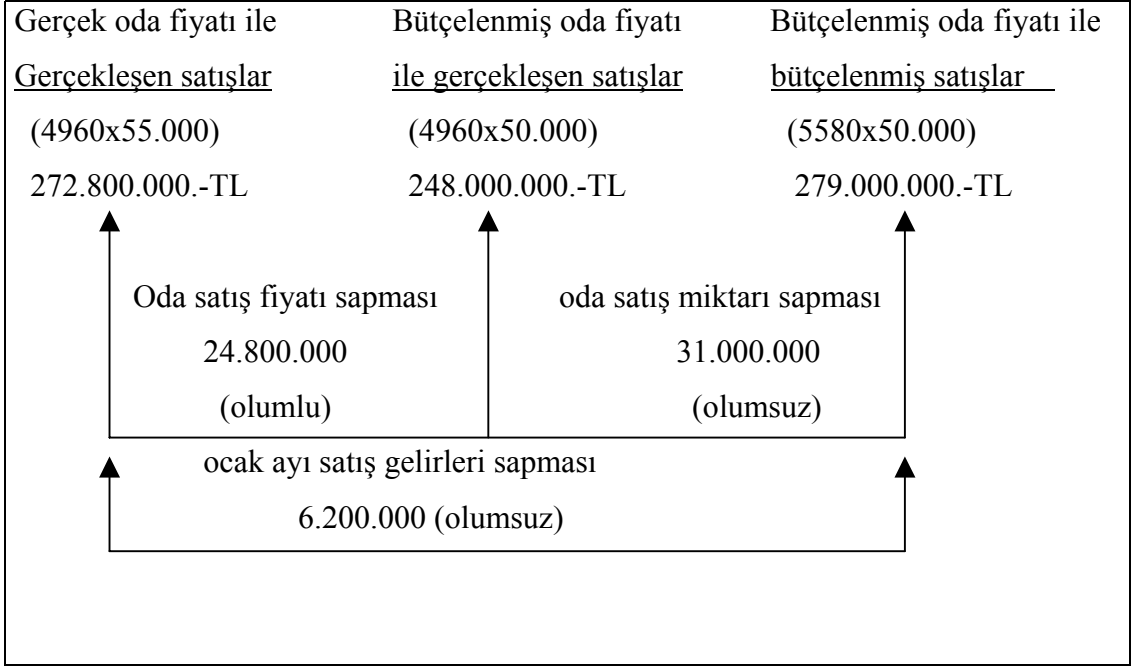 Gerçek oda fiyatı ile Bütçelenmiş oda fiyatı Bütçelenmiş oda fiyatı ile
Gerçekleşen satışlar ile gerçekleşen satışlar bütçelenmiş satışlar
(4960x55.000) (4960x50.000) (5580x50.000)
272.800.000.-TL 248.000.000.-TL 279.000.000.-TL
Oda satış fiyatı sapması oda satış miktarı sapması
24.800.000 31.000.000
(olumlu) (olumsuz)
ocak ayı satış gelirleri sapması
6.200.000 (olumsuz)